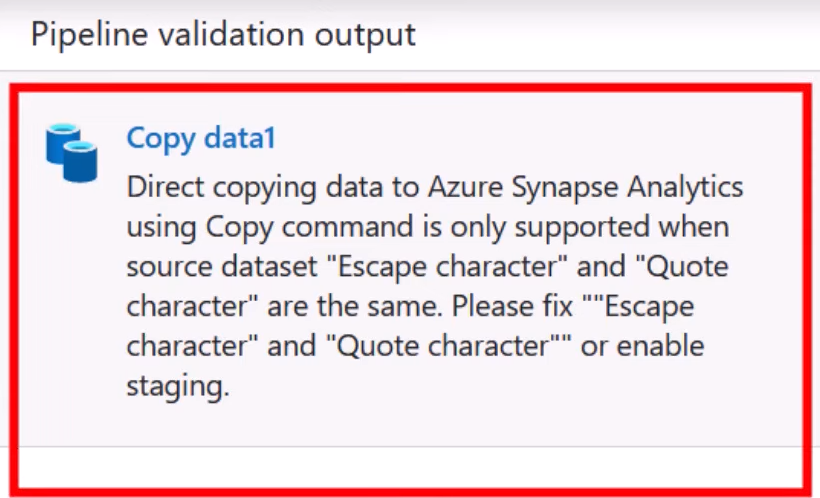 Pipeline validation output
Copy data1
Direct copying data to Azure Synapse Analytics
using Copy command is only supported when
source dataset "Escape character" and "Quote
character" are the same. Please fix ""Escape
character" and "Quote character"" or enable
staging.